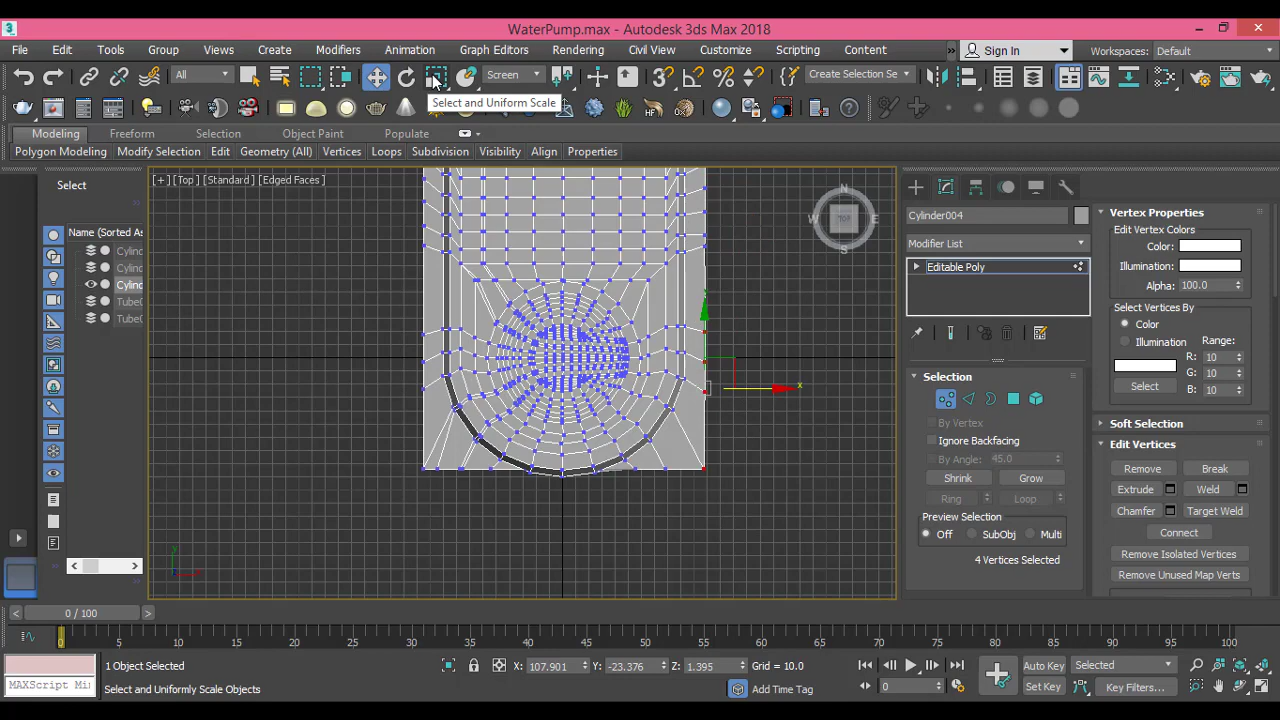 WaterPump.max - Autodesk 3ds Max 2018
File Edit Tools Group Views Create Modifiers Animation Graph Editors Rendering Civil View Customize Scripting Content » Sign In Workspaces: Default
All Screen Create Selection Se
Select and Uniform Scale
Modeling Freeform Selection Object Paint Populate
Polygon Modeling Modify Selection Edit Geometry (All) Vertices Loops Subdivision Visibility Align Properties
Select
Name (Sorted As
Cylin
Cylin
Cylin
Tube0
Tube0
[+] [Top] [Standard] [Edged Faces]
N
W TOP E
S
x
y
Cylinder004
Modifier List
Editable Poly
Selection
By Vertex
Ignore Backfacing
By Angle: 45.0
Shrink Grow
Ring Loop
Preview Selection
Off SubObj Multi
4 Vertices Selected
Vertex Properties
Edit Vertex Colors
Color:
Illumination:
Alpha: 100.0
Select Vertices By
Color
Illumination Range:
R: 10
G: 10
Select B: 10
Soft Selection
Edit Vertices
Remove Break
Extrude Weld
Chamfer Target Weld
Connect
Remove Isolated Vertices
Remove Unused Map Verts
0 / 100
0 5 10 15 20 25 30 35 40 45 50 55 60 65 70 75 80 85 90 95 100
1 Object Selected X: 107.901 Y: -23.376 Z: 1.395 Grid = 10.0 Auto Key Selected
MAXScript Mi Select and Uniformly Scale Objects Add Time Tag 0 Set Key Key Filters...